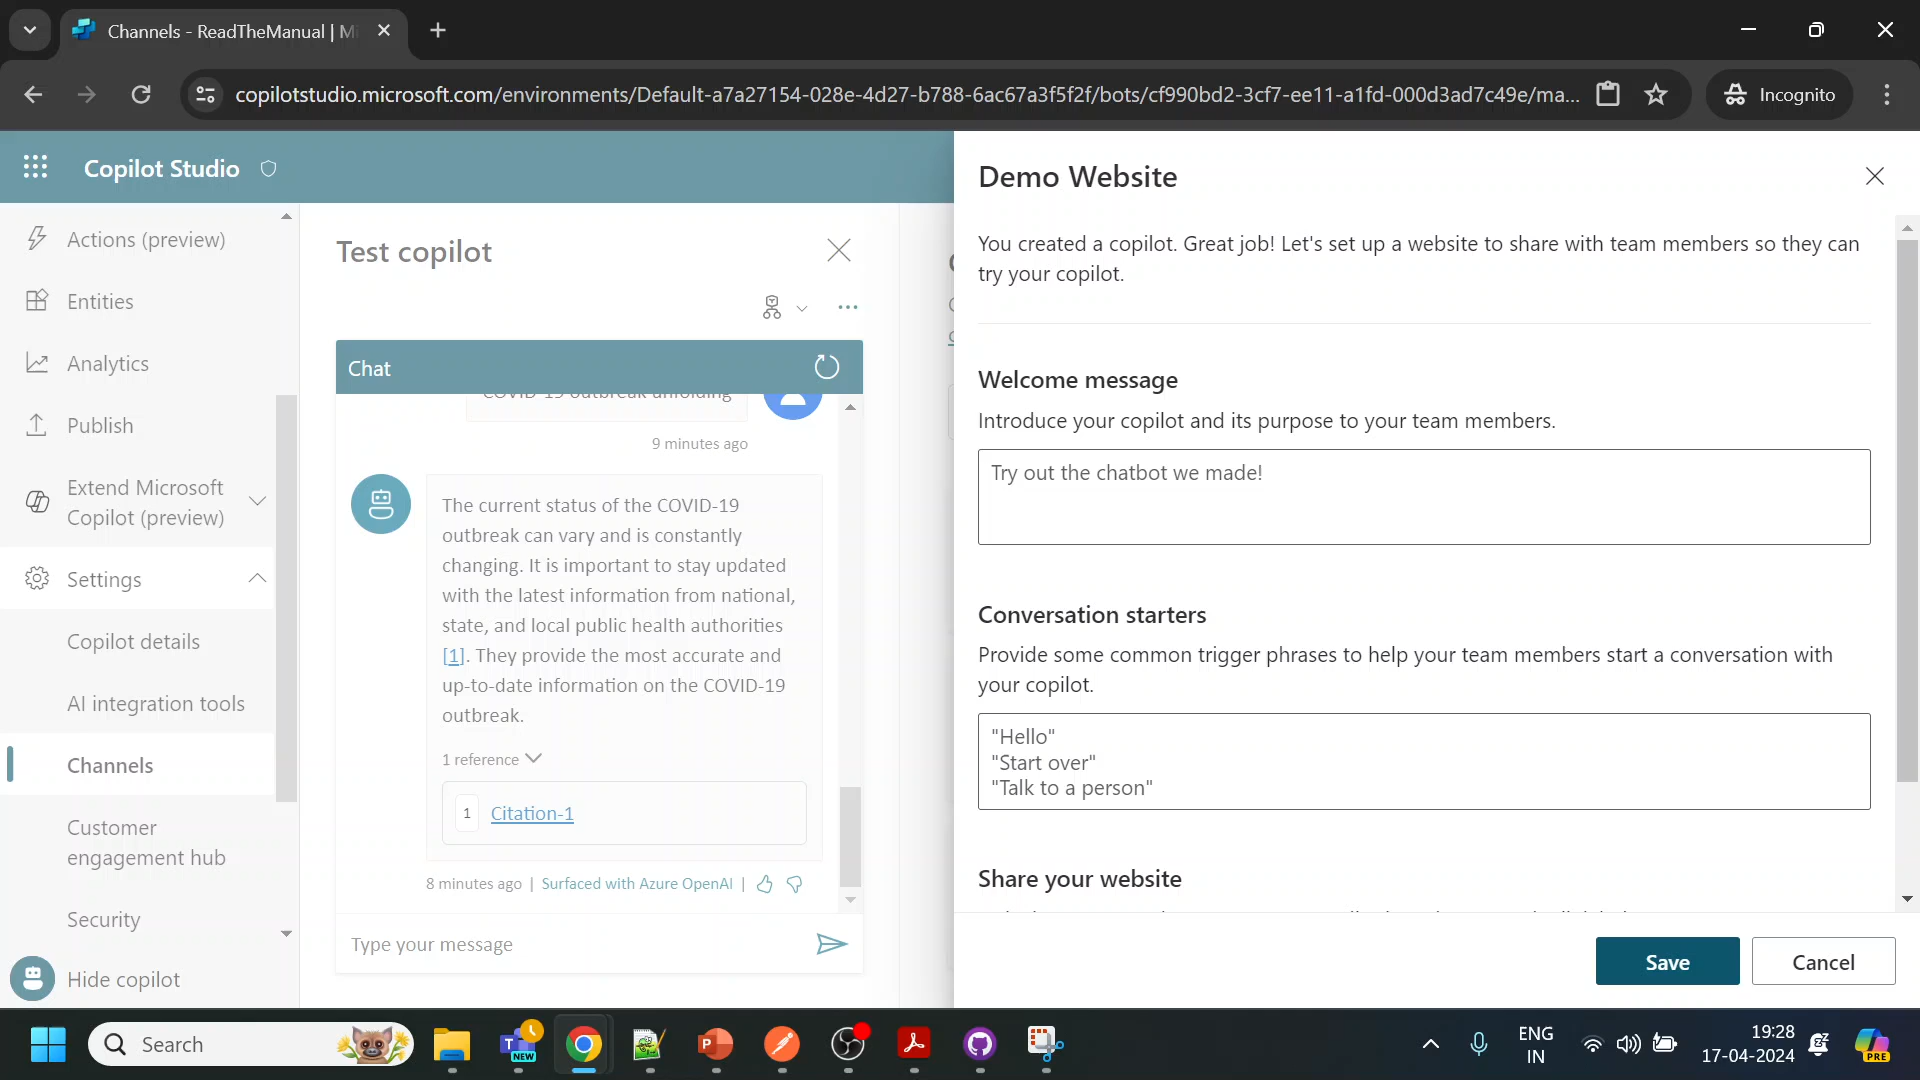 Channels - ReadTheManual | Mi
copilotstudio.microsoft.com/environments/Default-a7a27154-028e-4d27-b788-6ac67a3f5f2f/bots/cf990bd2-3cf7-ee11-a1fd-000d3ad7c49e/ma...
Incognito
Copilot Studio
Actions (preview)
Entities
Analytics
Publish
Extend Microsoft
Copilot (preview)
Settings
Copilot details
AI integration tools
Channels
Customer
engagement hub
Security
Hide copilot
Test copilot
Chat
COVID-19 outbreak unfolding
9 minutes ago
The current status of the COVID-19
outbreak can vary and is constantly
changing. It is important to stay updated
with the latest information from national,
state, and local public health authorities
[1]. They provide the most accurate and
up-to-date information on the COVID-19
outbreak.
1 reference
1 Citation-1
8 minutes ago | Surfaced with Azure OpenAI |
Type your message
Demo Website
You created a copilot. Great job! Let's set up a website to share with team members so they can
try your copilot.
Welcome message
Introduce your copilot and its purpose to your team members.
Try out the chatbot we made!
Conversation starters
Provide some common trigger phrases to help your team members start a conversation with
your copilot.
"Hello"
"Start over"
"Talk to a person"
Share your website
Save
Cancel
Search
NEW
ENG
IN
19:28
17-04-2024
PRE